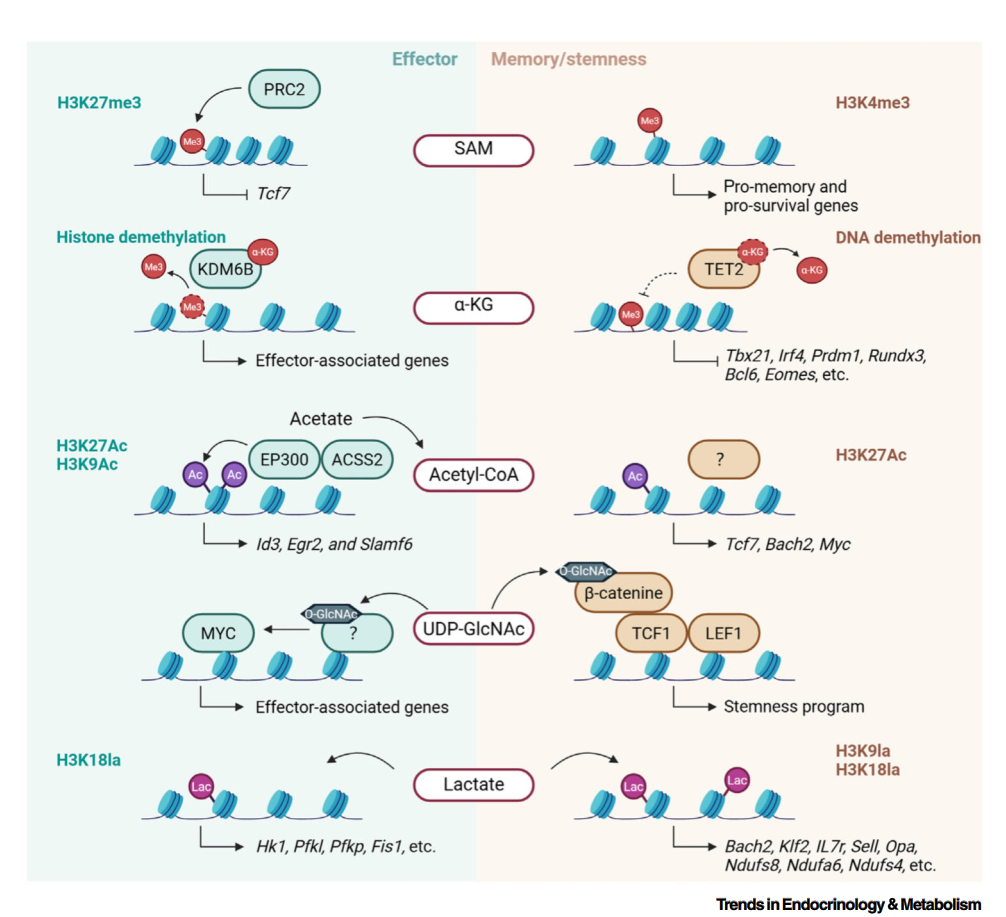 Effector
Memory/stemness
H3K27me3
PRC2
Me3
Tcf7
SAM
H3K4me3
Me3
Pro-memory and
pro-survival genes
Histone demethylation
α-KG
KDM6B
Me3
Me3
Effector-associated genes
α-KG
DNA demethylation
α-KG
TET2
α-KG
Me3
Tbx21, Irf4, Prdm1, Rundx3,
Bcl6, Eomes, etc.
Acetate
H3K27Ac
H3K9Ac
EP300
ACSS2
Ac
Ac
Id3, Egr2, and Slamf6
Acetyl-CoA
?
H3K27Ac
Ac
Tcf7, Bach2, Myc
O-GlcNAc
MYC
?
Effector-associated genes
UDP-GlcNAc
O-GlcNAc
β-catenine
TCF1
LEF1
Stemness program
H3K18la
Lac
Hk1, Pfkl, Pfkp, Fis1, etc.
Lactate
H3K9la
H3K18la
Lac
Lac
Bach2, Klf2, IL7r, Sell, Opa,
Ndufs8, Ndufa6, Ndufs4, etc.
Trends in Endocrinology & Metabolism